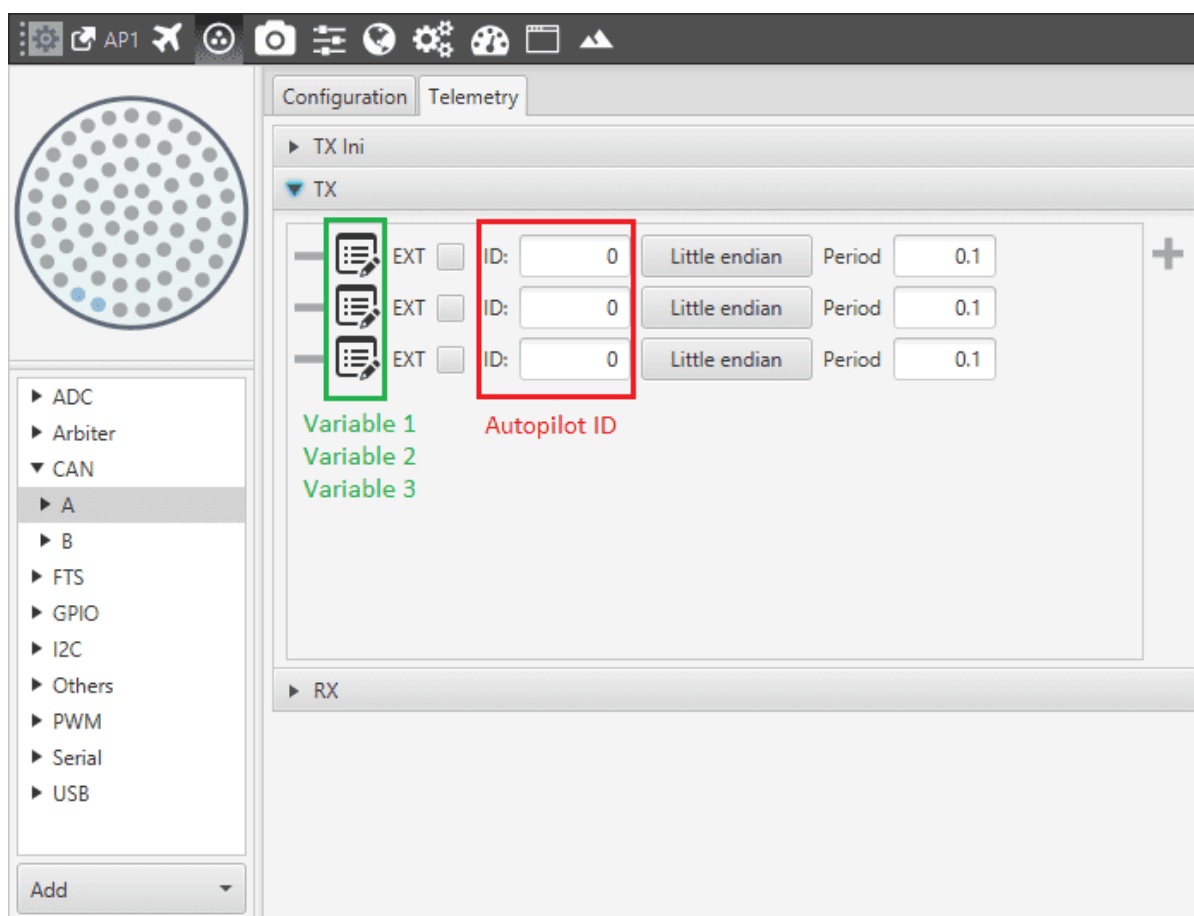 AP1
Configuration Telemetry
TX Ini
TX
EXT ID: 0 Little endian Period 0.1
EXT ID: 0 Little endian Period 0.1
EXT ID: 0 Little endian Period 0.1
Variable 1 Autopilot ID
Variable 2
Variable 3
RX
ADC
Arbiter
CAN
A
B
FTS
GPIO
I2C
Others
PWM
Serial
USB
Add